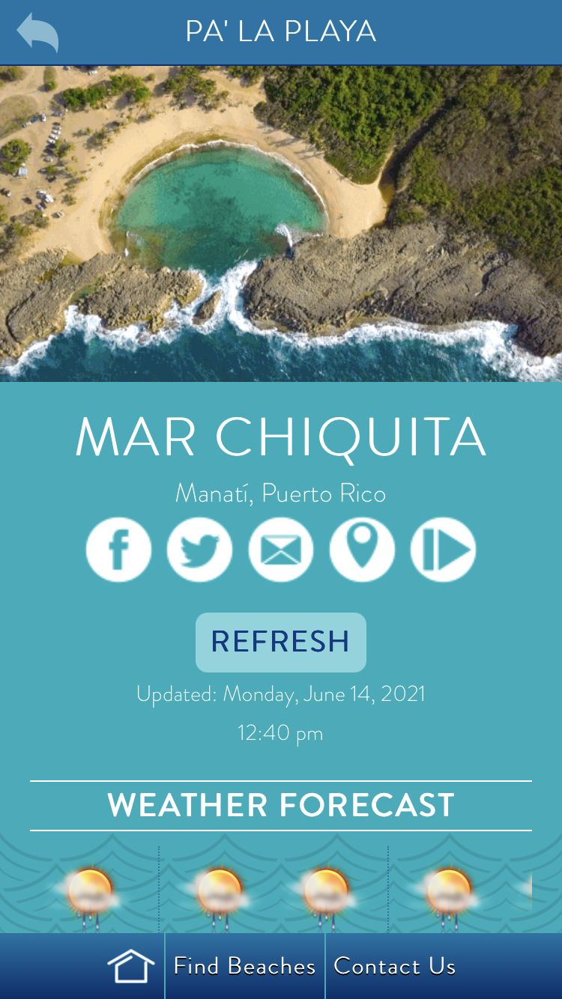 PA' LA PLAYA
MAR CHIQUITA
Manatí, Puerto Rico
REFRESH
Updated: Monday, June 14, 2021
12:40 pm
WEATHER FORECAST
Find Beaches
Contact Us